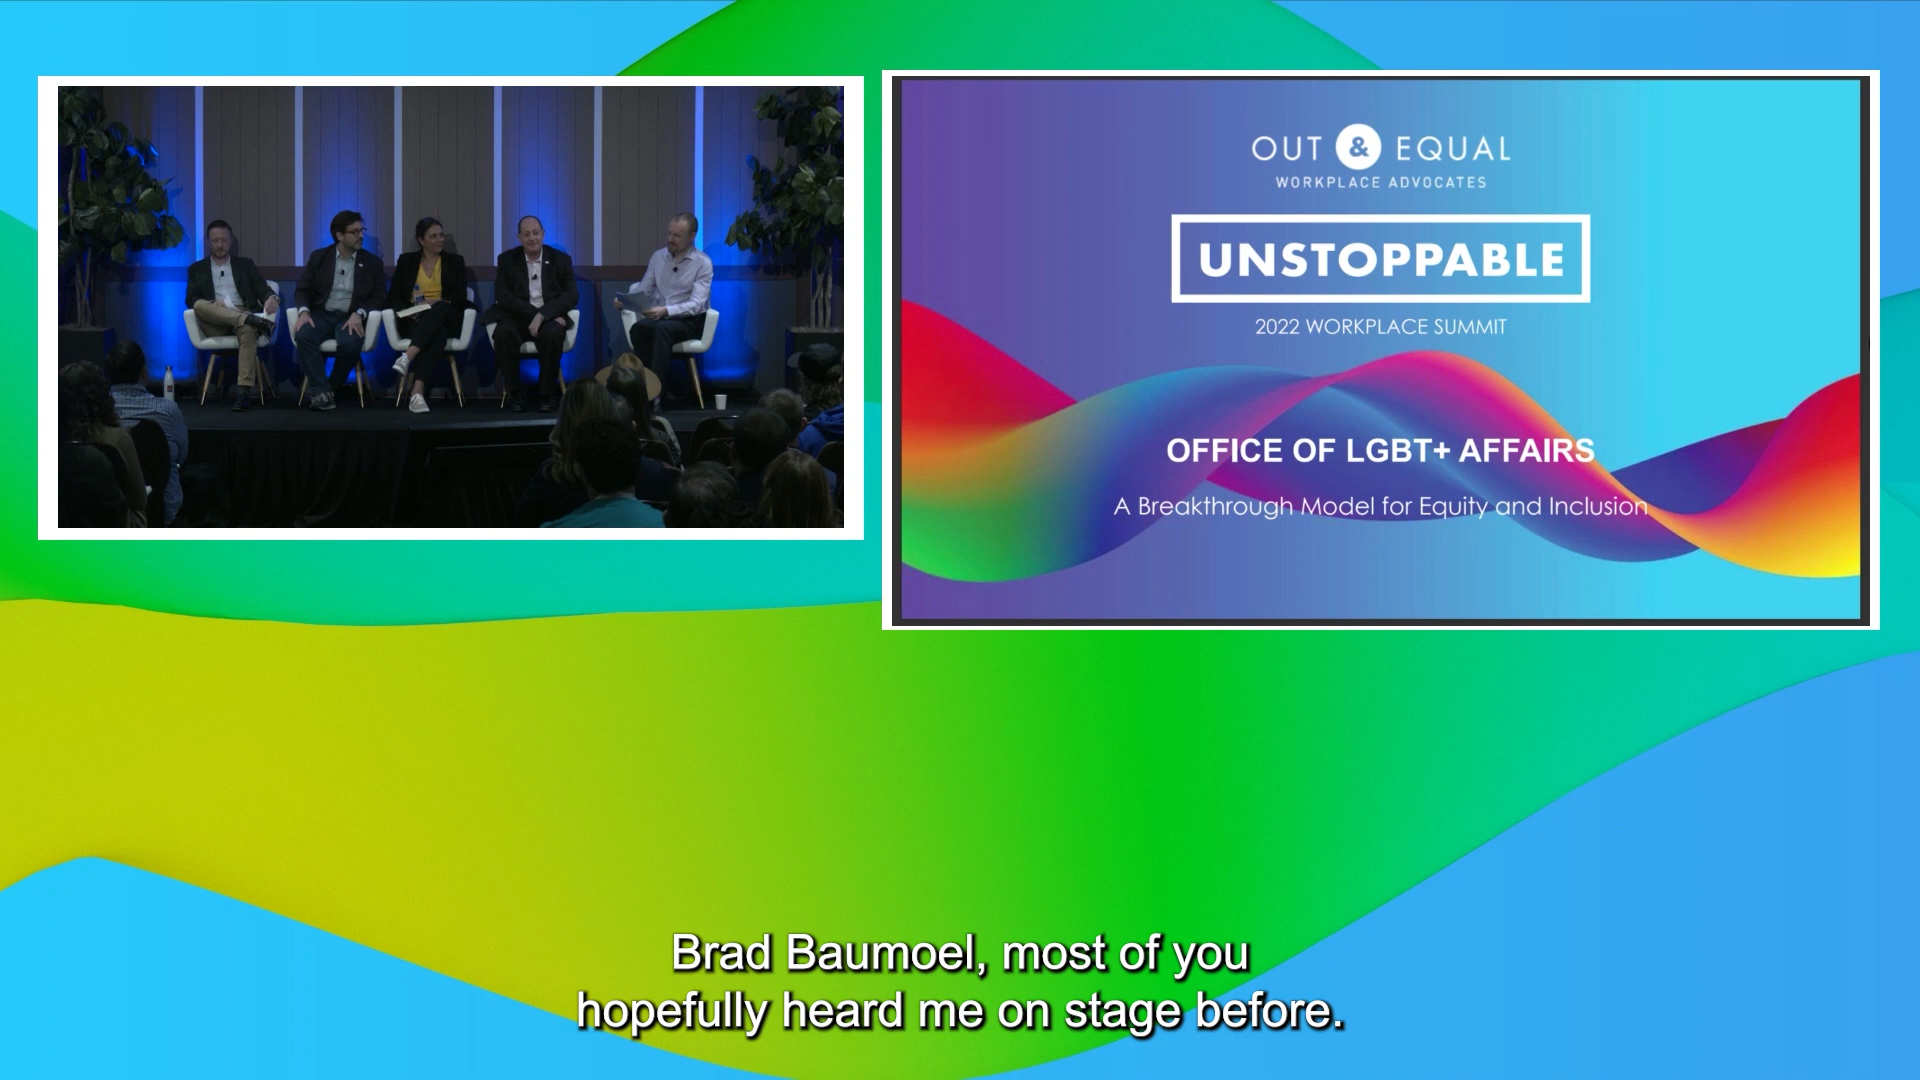 OUT & EQUAL
WORKPLACE ADVOCATES
UNSTOPPABLE
2022 WORKPLACE SUMMIT
OFFICE OF LGBT+ AFFAIRS
A Breakthrough Model for Equity and Inclusion
Brad Baumoel, most of you
hopefully heard me on stage before.